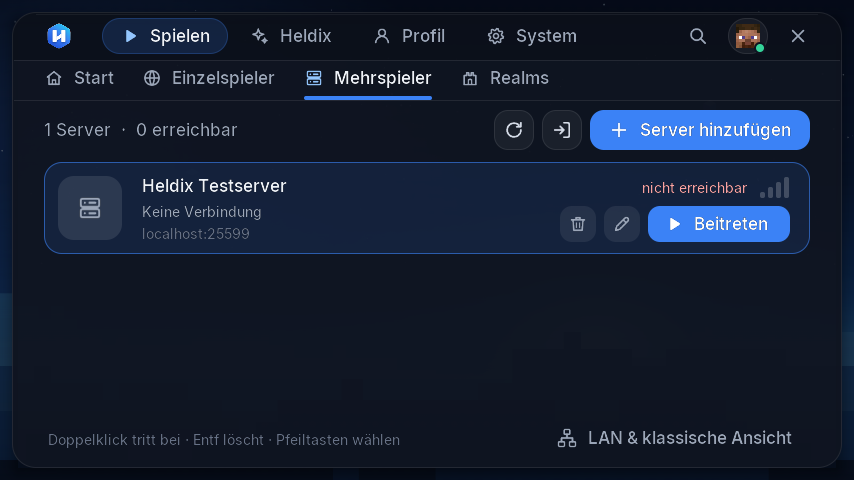 Spielen Heldix Profil System
Start Einzelspieler Mehrspieler Realms
1 Server · 0 erreichbar Server hinzufügen
Heldix Testserver nicht erreichbar
Keine Verbindung
localhost:25599
Beitreten
Doppelklick tritt bei · Entf löscht · Pfeiltasten wählen LAN & klassische Ansicht